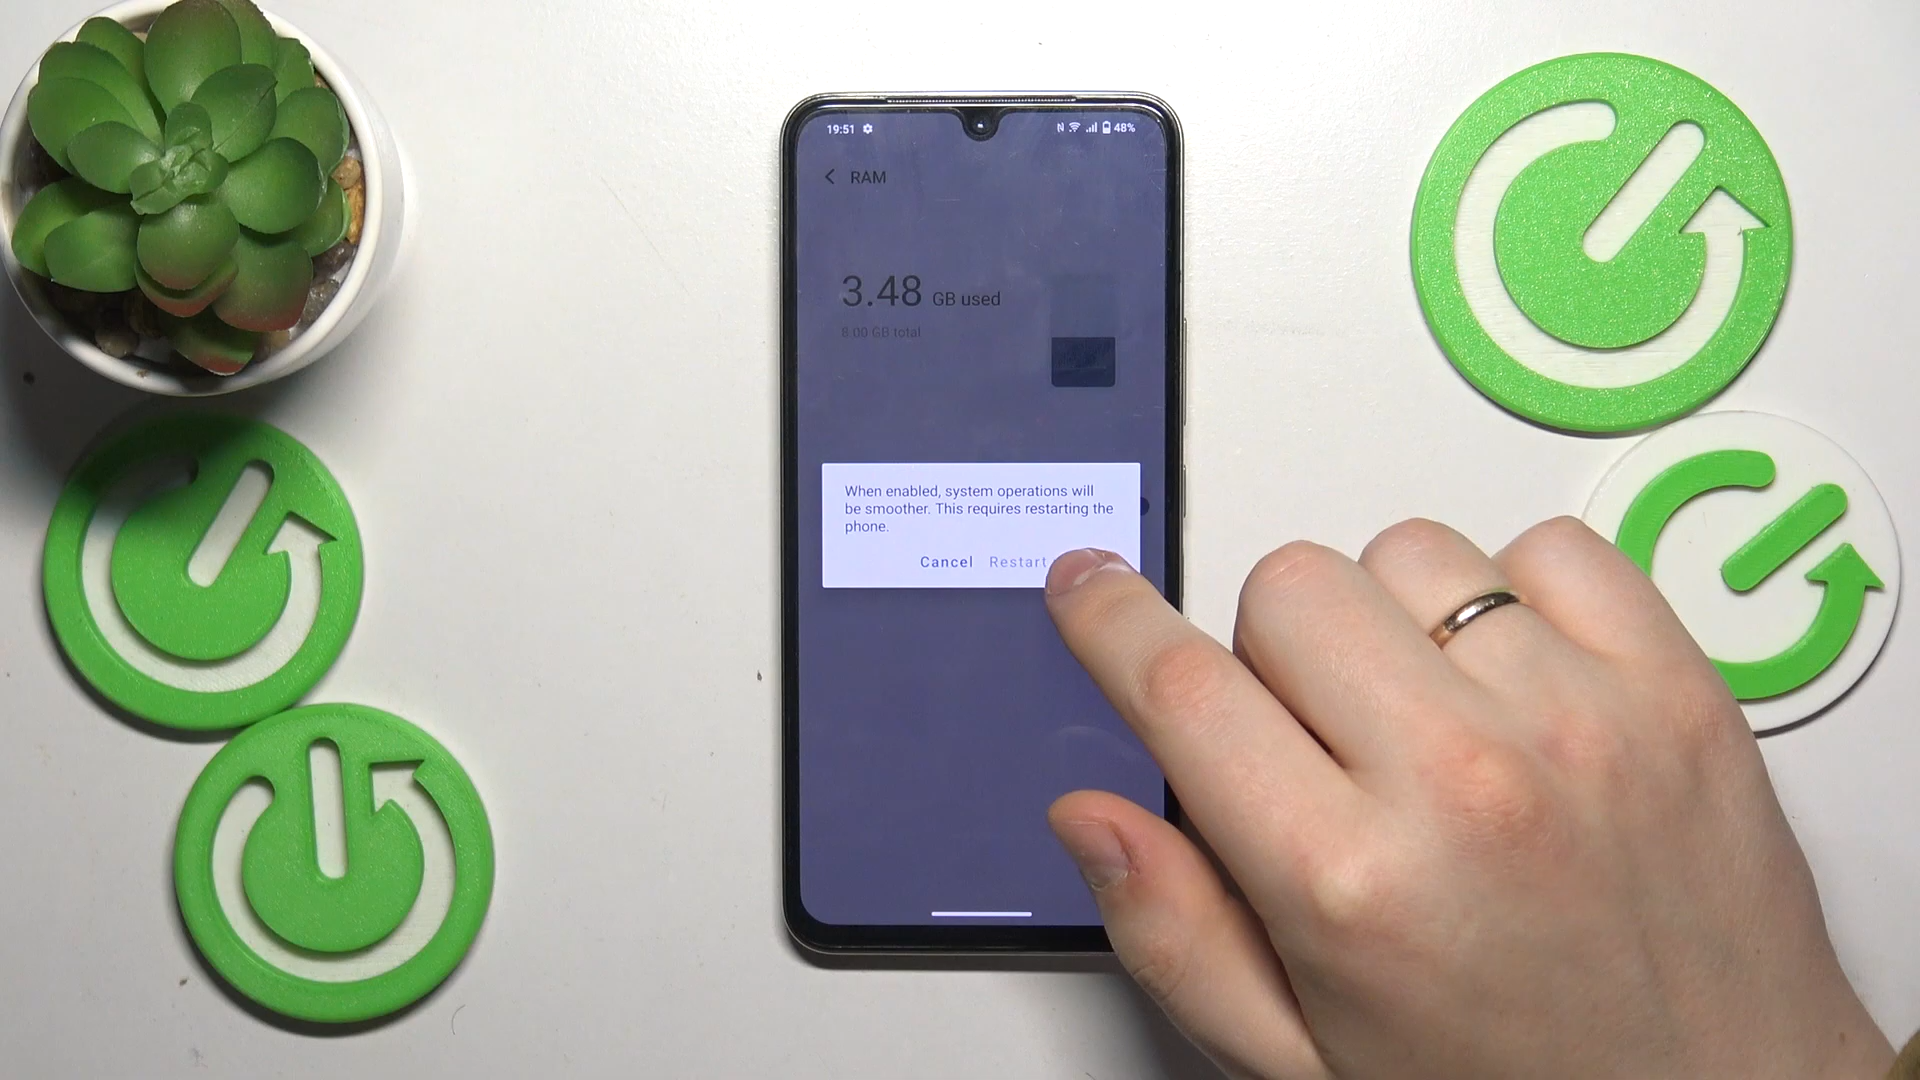 19:51
48%
RAM
3.48 GB used
8.00 GB total
When enabled, system operations will
be smoother. This requires restarting the
phone.
Cancel Restart